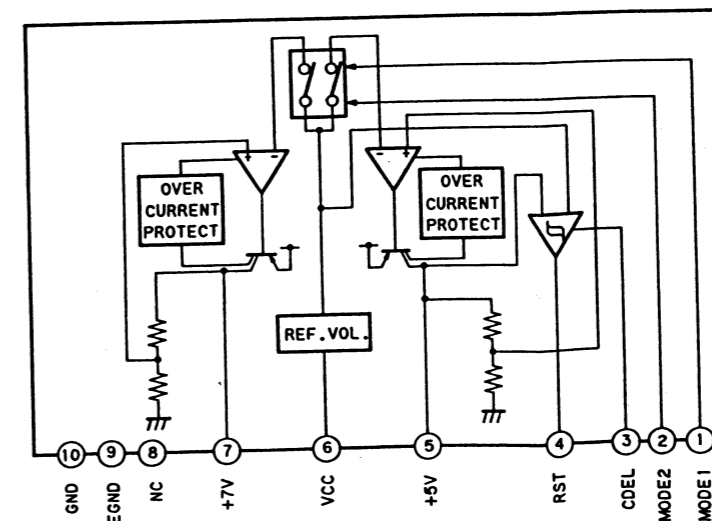 OVER
CURRENT
PROTECT
OVER
CURRENT
PROTECT
REF.VOL.
10
9
8
7
6
5
4
3
2
1
GND
EGND
NC
+7V
VCC
+5V
RST
CDEL
MODE2
MODE1
+
-
-
+